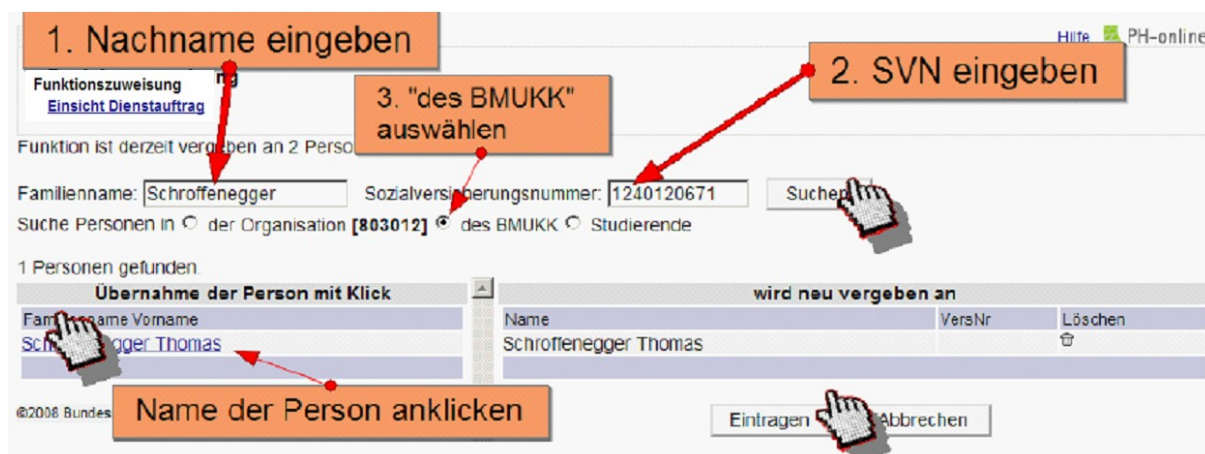 1. Nachname eingeben
Hilfe PH-online
2. SVN eingeben
Funktionszuweisung
Einsicht Dienstauftrag
3. "des BMUKK"
auswählen
Funktion ist derzeit vergeben an 2 Perso
Familienname: Schroffenegger Sozialversicherungsnummer: 1240120671 Suchen
Suche Personen in der Organisation [803012] des BMUKK Studierende
1 Personen gefunden.
Übernahme der Person mit Klick wird neu vergeben an
Familienname Vorname Name VersNr Löschen
Schroffenegger Thomas Schroffenegger Thomas
Name der Person anklicken
©2008 Bundes
Eintragen Abbrechen